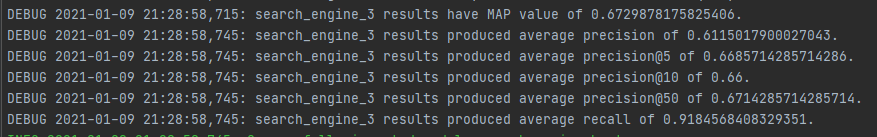 DEBUG 2021-01-09 21:28:58,715: search_engine_3 results have MAP value of 0.6729878175825406.
DEBUG 2021-01-09 21:28:58,745: search_engine_3 results produced average precision of 0.6115017900027043.
DEBUG 2021-01-09 21:28:58,745: search_engine_3 results produced average precision@5 of 0.6685714285714286.
DEBUG 2021-01-09 21:28:58,745: search_engine_3 results produced average precision@10 of 0.66.
DEBUG 2021-01-09 21:28:58,745: search_engine_3 results produced average precision@50 of 0.6714285714285714.
DEBUG 2021-01-09 21:28:58,745: search_engine_3 results produced average recall of 0.9184568408329351.